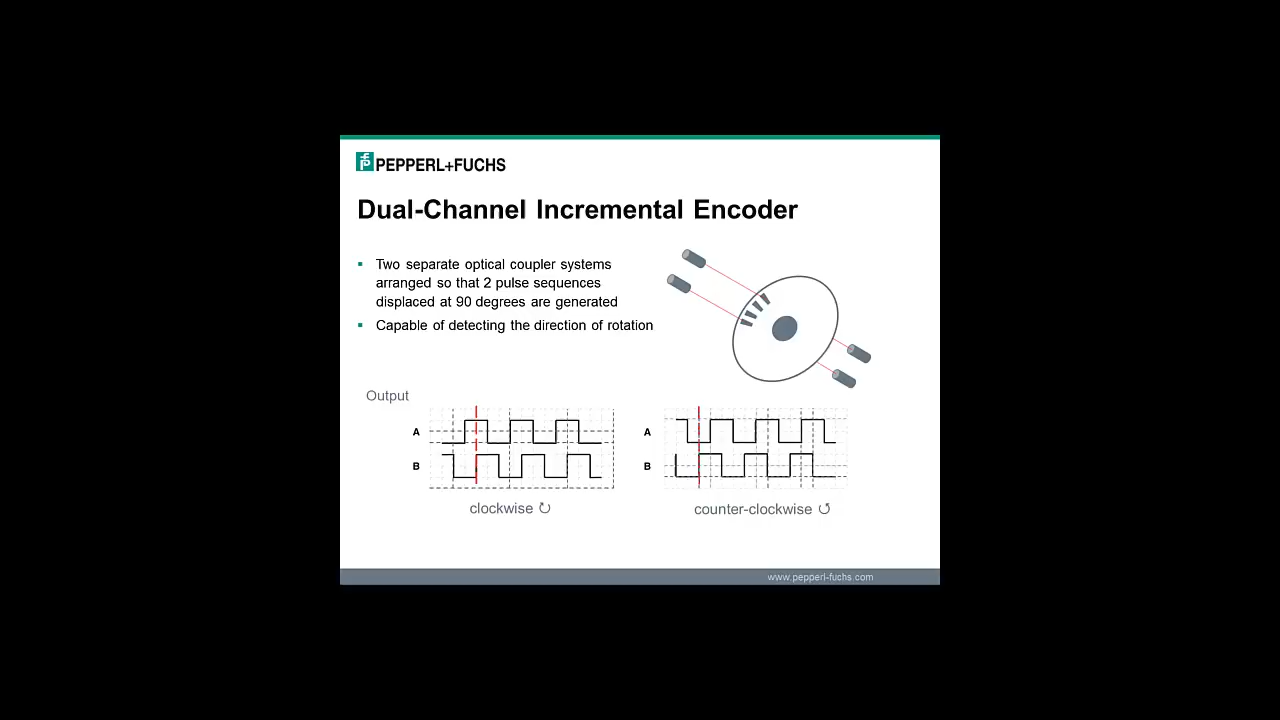 PEPPERL+FUCHS
Dual-Channel Incremental Encoder
▪ Two separate optical coupler systems
arranged so that 2 pulse sequences
displaced at 90 degrees are generated
▪ Capable of detecting the direction of rotation
Output
A
B
clockwise ↻
A
B
counter-clockwise ↺
www.pepperl-fuchs.com